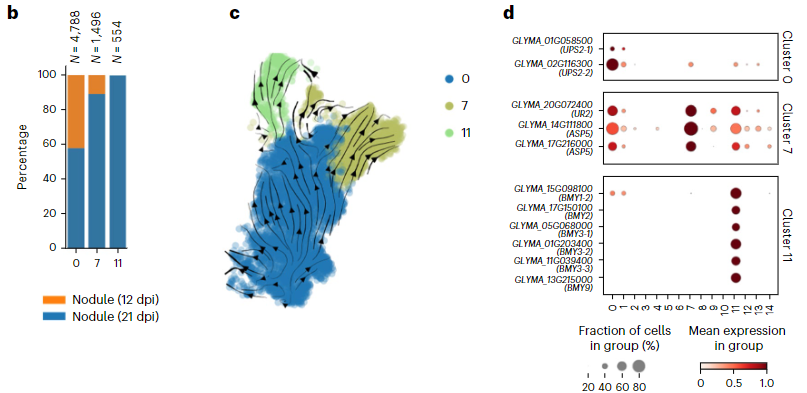 b
N = 4,788
N = 1,496
N = 554
Percentage
100
80
60
40
20
0
0 7 11
Nodule (12 dpi)
Nodule (21 dpi)
c
0
7
11
d
GLYMA_01G058500
(UPS2-1)
GLYMA_02G116300
(UPS2-2)
Cluster 0
GLYMA_20G072400
(UR2)
GLYMA_14G111800
(ASP5)
GLYMA_17G216000
(ASP5)
Cluster 7
GLYMA_15G098100
(BMY1-2)
GLYMA_17G150100
(BMY2)
GLYMA_05G068000
(BMY3-1)
GLYMA_01G203400
(BMY3-2)
GLYMA_11G039400
(BMY3-3)
GLYMA_13G215000
(BMY9)
Cluster 11
0 1 2 3 4 5 6 7 8 9 10 11 12 13 14
Fraction of cells
in group (%)
20 40 60 80
Mean expression
in group
0 0.5 1.0